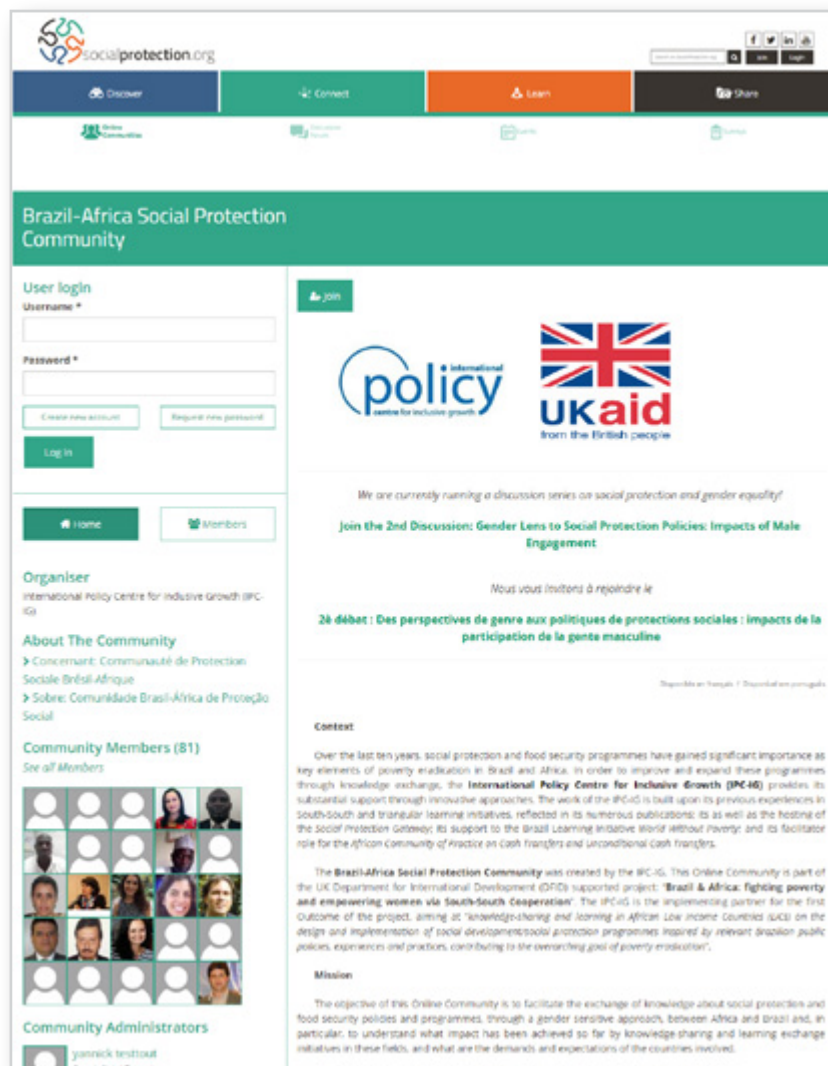 socialprotection.org
Join
Login
Discover
Connect
Learn
Share
Online
Communities
Discussion
Forum
Events
Brazil-Africa Social Protection
Community
User login
Username *
Password *
Create new account
Request new password
Log in
Home
Members
Organiser
International Policy Centre for Inclusive Growth (IPC-
IG)
About The Community
Concernant: Communauté de Protection
Sociale Brésil-Afrique
Sobre: Comunidade Brasil-África de Proteção
Social
Community Members (81)
See all Members
Community Administrators
yannick testtout
Join
international
policy
centre for inclusive growth
UKaid
from the British people
We are currently running a discussion series on social protection and gender equality!
Join the 2nd Discussion: Gender Lens to Social Protection Policies: Impacts of Male
Engagement
Nous vous invitons à rejoindre le
2è débat : Des perspectives de genre aux politiques de protections sociales : impacts de la
participation de la gente masculine
Disponible en français / Disponível em português
Context
Over the last ten years, social protection and food security programmes have gained significant importance as
key elements of poverty eradication in Brazil and Africa. In order to improve and expand these programmes
through knowledge exchange, the International Policy Centre for Inclusive Growth (IPC-IG) provides its
substantial support through innovative approaches. The work of the IPC-IG is built upon its previous experiences in
South-South and triangular learning initiatives, reflected in its numerous publications; its as well as the hosting of
the Social Protection Gateway; its support to the Brazil Learning Initiative World Without Poverty; and its facilitator
role for the African Community of Practice on Cash Transfers and Unconditional Cash Transfers.
The Brazil-Africa Social Protection Community was created by the IPC-IG. This Online Community is part of
the UK Department for International Development (DFID) supported project: "Brazil & Africa: fighting poverty
and empowering women via South-South Cooperation". The IPC-IG is the implementing partner for the first
Outcome of the project, aiming at "knowledge-sharing and learning in African Low Income Countries (LICs) on the
design and implementation of social development/social protection programmes inspired by relevant Brazilian public
policies, experiences and practices, contributing to the overarching goal of poverty eradication".
Mission
The objective of this Online Community is to facilitate the exchange of knowledge about social protection and
food security policies and programmes, through a gender sensitive approach, between Africa and Brazil and, in
particular, to understand what impact has been achieved so far by knowledge-sharing and learning exchange
initiatives in these fields, and what are the demands and expectations of the countries involved.